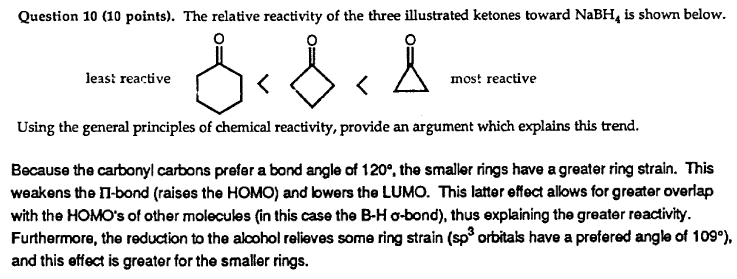 Question 10 (10 points). The relative reactivity of the three illustrated ketones toward NaBH₄ is shown below.
O O O
least reactive < < most reactive
Using the general principles of chemical reactivity, provide an argument which explains this trend.
Because the carbonyl carbons prefer a bond angle of 120°, the smaller rings have a greater ring strain. This
weakens the Π-bond (raises the HOMO) and lowers the LUMO. This latter effect allows for greater overlap
with the HOMO's of other molecules (in this case the B-H σ-bond), thus explaining the greater reactivity.
Furthermore, the reduction to the alcohol relieves some ring strain (sp³ orbitals have a prefered angle of 109°),
and this effect is greater for the smaller rings.